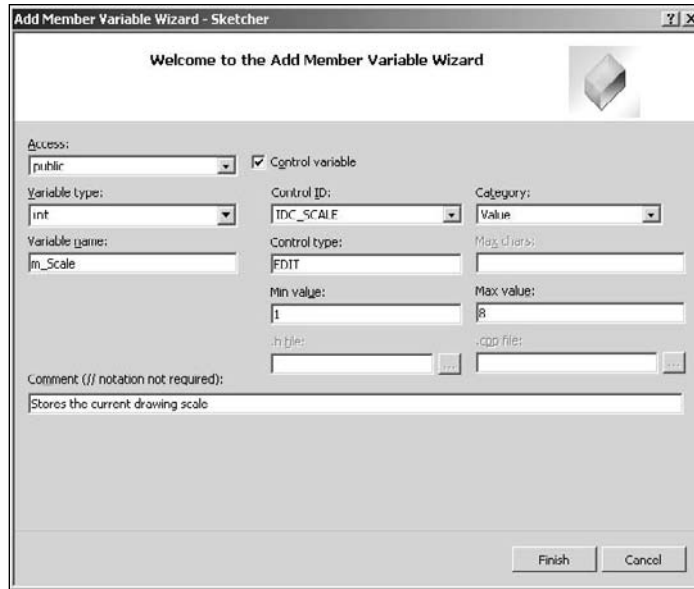 Add Member Variable Wizard - Sketcher
Welcome to the Add Member Variable Wizard
Access:
public
Control variable
Variable type:
int
Control ID:
IDC_SCALE
Category:
Value
Variable name:
m_Scale
Control type:
EDIT
Max chars:
Min value:
1
Max value:
8
.h file:
...
.cpp file:
...
Comment (// notation not required):
Stores the current drawing scale
Finish
Cancel